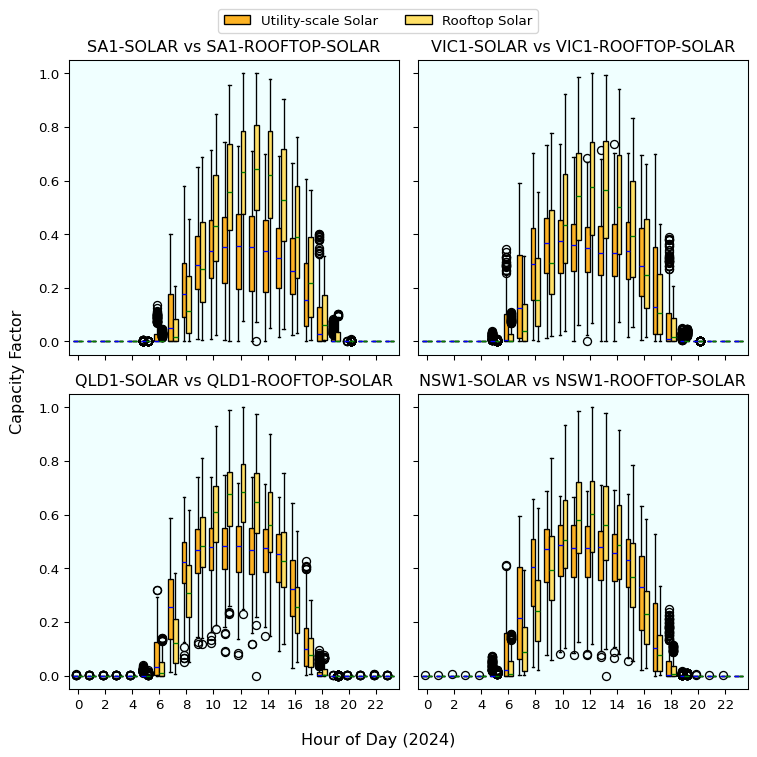 Utility-scale Solar Rooftop Solar
SA1-SOLAR vs SA1-ROOFTOP-SOLAR VIC1-SOLAR vs VIC1-ROOFTOP-SOLAR
1.0
0.8
0.6
0.4
0.2
0.0
QLD1-SOLAR vs QLD1-ROOFTOP-SOLAR NSW1-SOLAR vs NSW1-ROOFTOP-SOLAR
1.0
0.8
0.6
0.4
0.2
0.0
0 2 4 6 8 10 12 14 16 18 20 22 0 2 4 6 8 10 12 14 16 18 20 22
Capacity Factor
Hour of Day (2024)